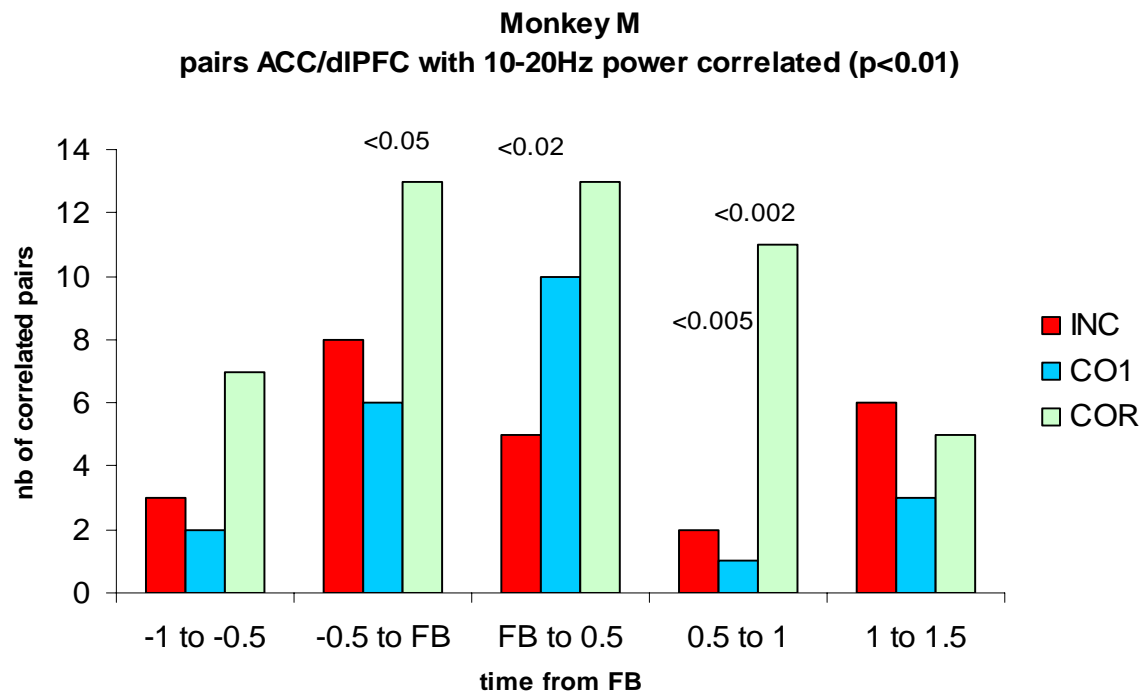 Monkey M
pairs ACC/dlPFC with 10-20Hz power correlated (p<0.01)
<0.05
<0.02
<0.002
<0.005
14
12
10
8
6
4
2
0
nb of correlated pairs
INC
CO1
COR
-1 to -0.5
-0.5 to FB
FB to 0.5
0.5 to 1
1 to 1.5
time from FB